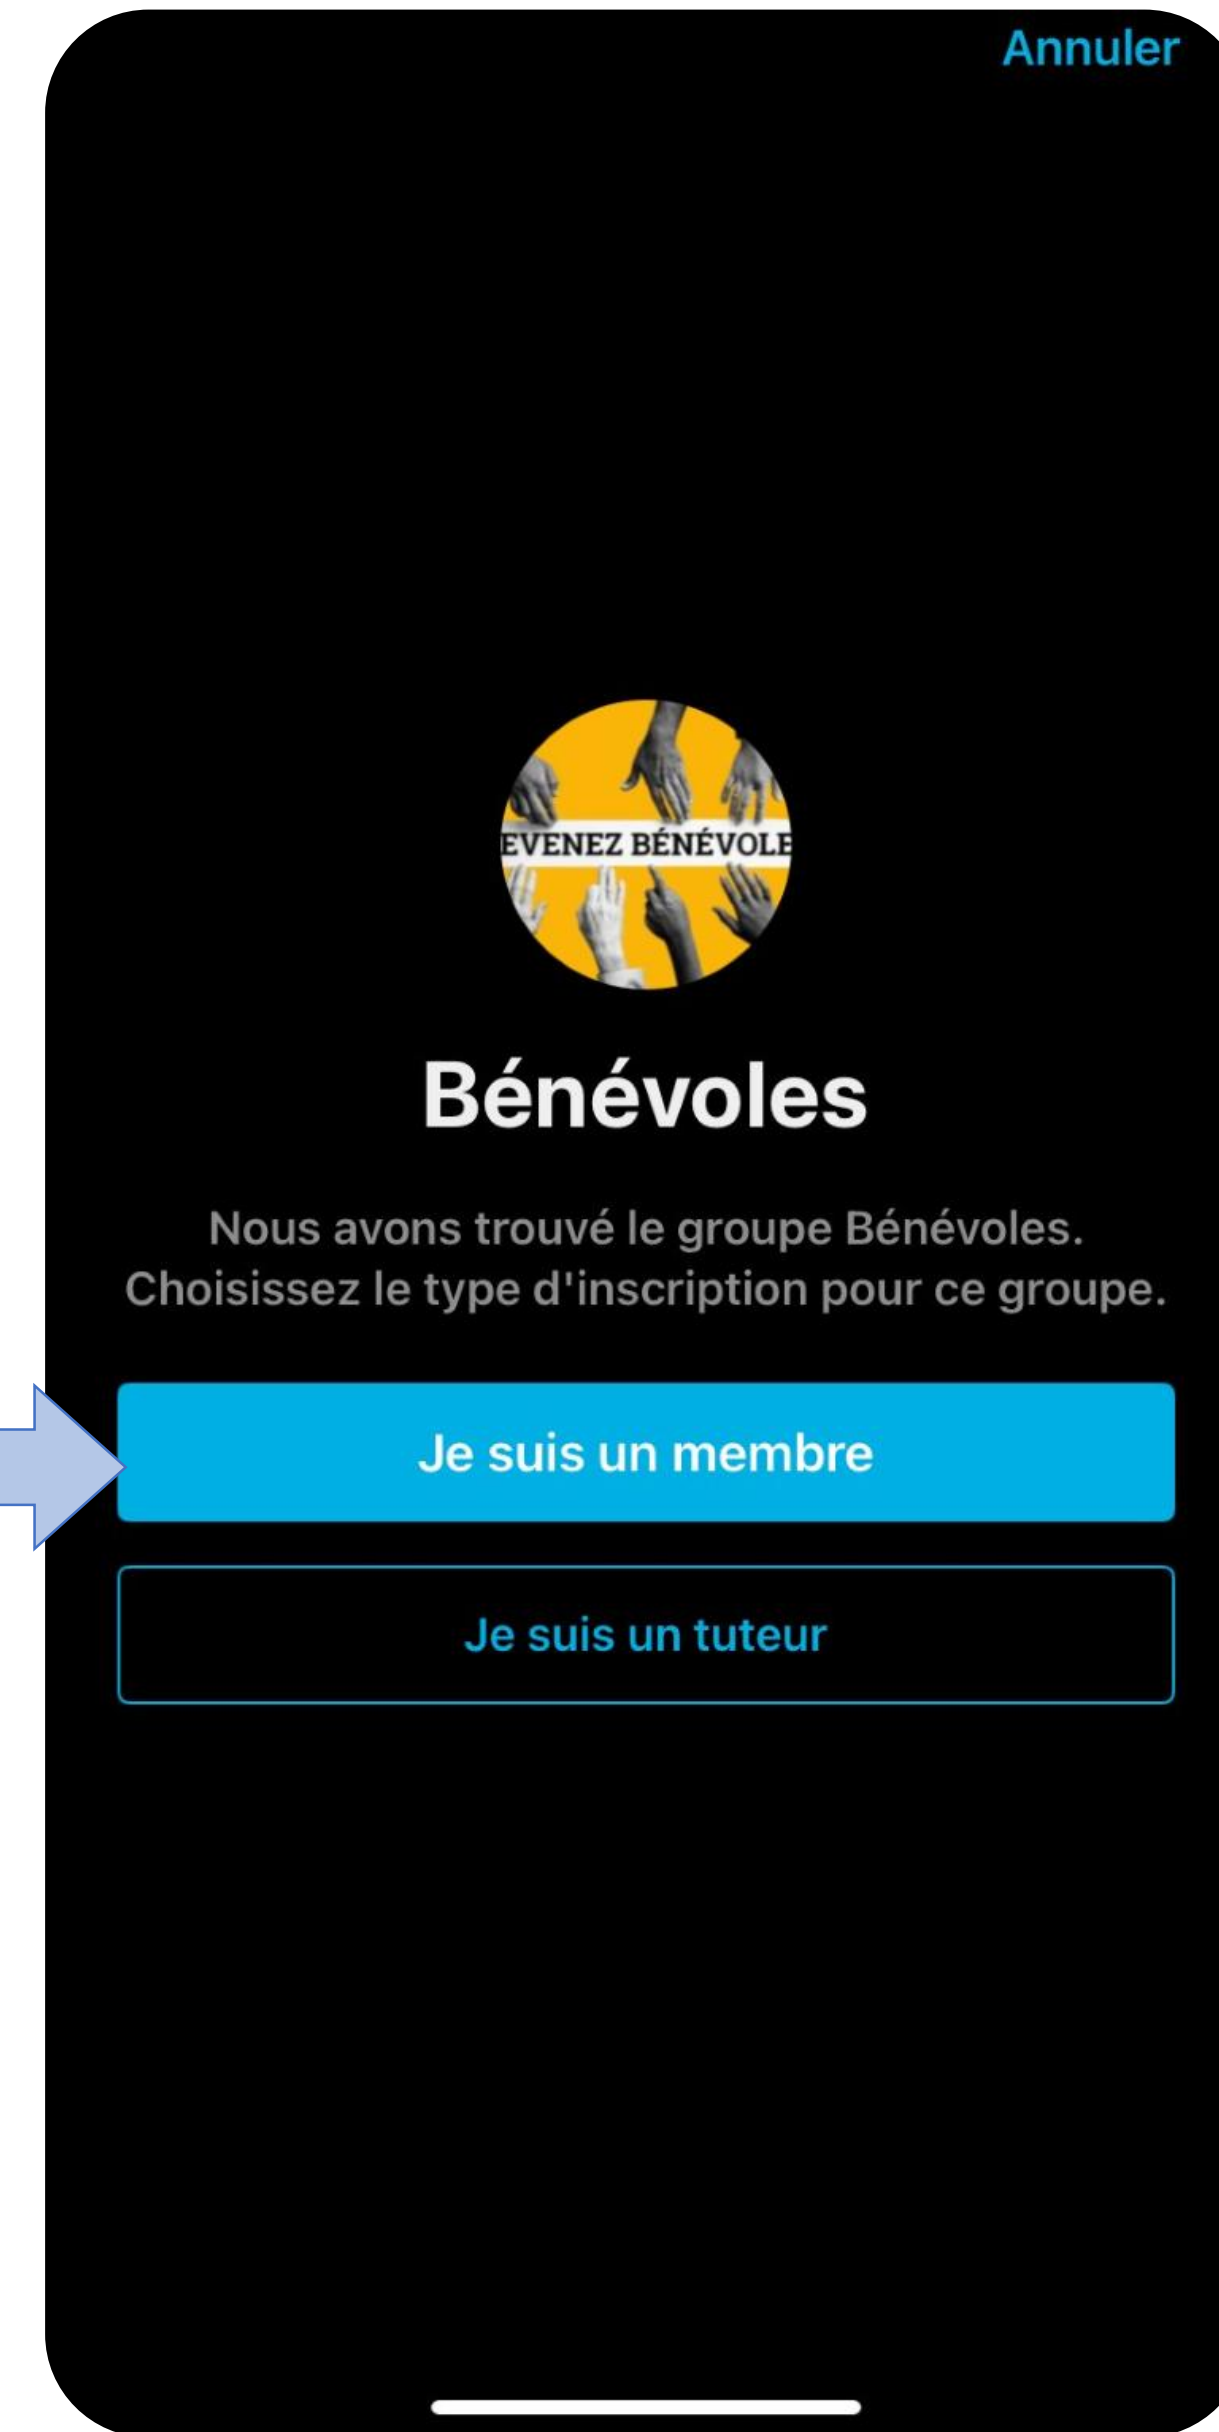 Annuler
EVENEZ BÉNÉVOLE
Bénévoles
Nous avons trouvé le groupe Bénévoles.
Choisissez le type d'inscription pour ce groupe.
Je suis un membre
Je suis un tuteur